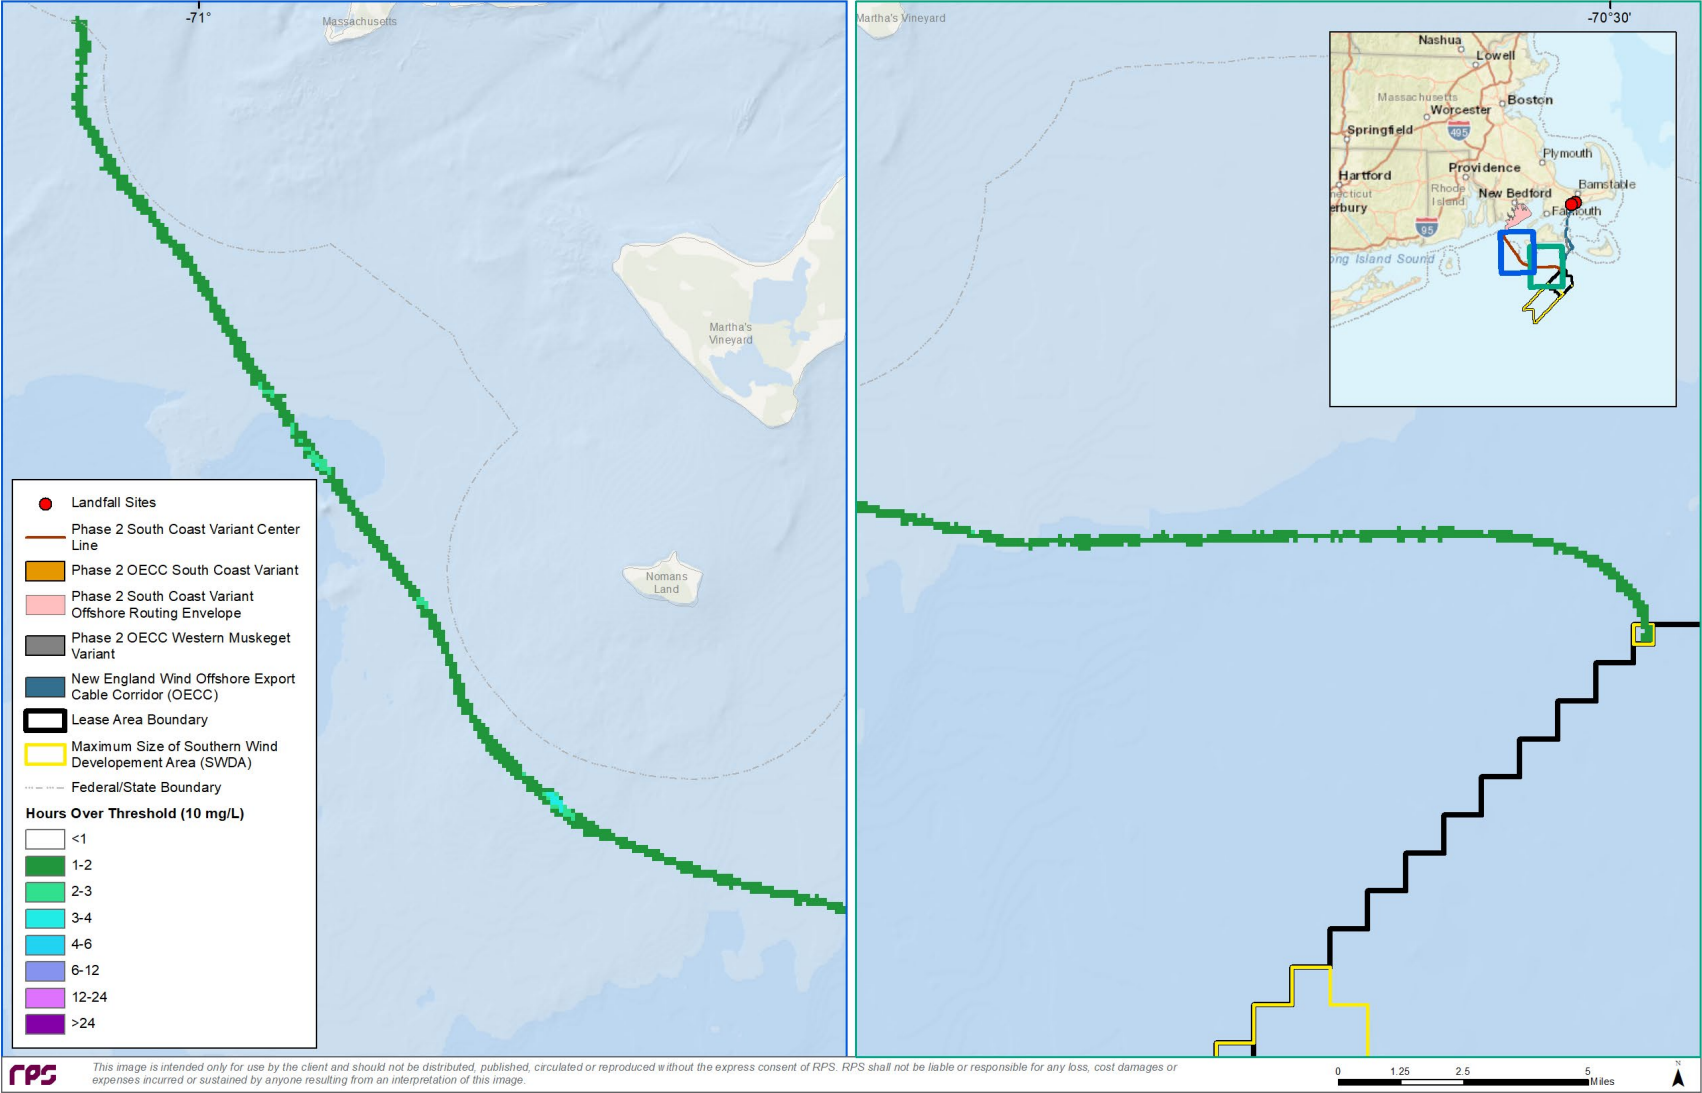 -71°
Massachusetts
Martha's
Vineyard
Nomans
Land
Martha's Vineyard
-70°30'
Nashua
Lowell
Massachusetts
Boston
Worcester
495
Springfield
Plymouth
Providence
Hartford
Barnstable
Rhode
Island
New Bedford
necticut
erbury
Falmouth
95
ong Island Sound
Landfall Sites
Phase 2 South Coast Variant Center
Line
Phase 2 OECC South Coast Variant
Phase 2 South Coast Variant
Offshore Routing Envelope
Phase 2 OECC Western Muskeget
Variant
New England Wind Offshore Export
Cable Corridor (OECC)
Lease Area Boundary
Maximum Size of Southern Wind
Developement Area (SWDA)
Federal/State Boundary
Hours Over Threshold (10 mg/L)
<1
1-2
2-3
3-4
4-6
6-12
12-24
>24
rps
This image is intended only for use by the client and should not be distributed, published, circulated or reproduced without the express consent of RPS. RPS shall not be liable or responsible for any loss, cost damages or
expenses incurred or sustained by anyone resulting from an interpretation of this image.
0 1.25 2.5 5
Miles
N